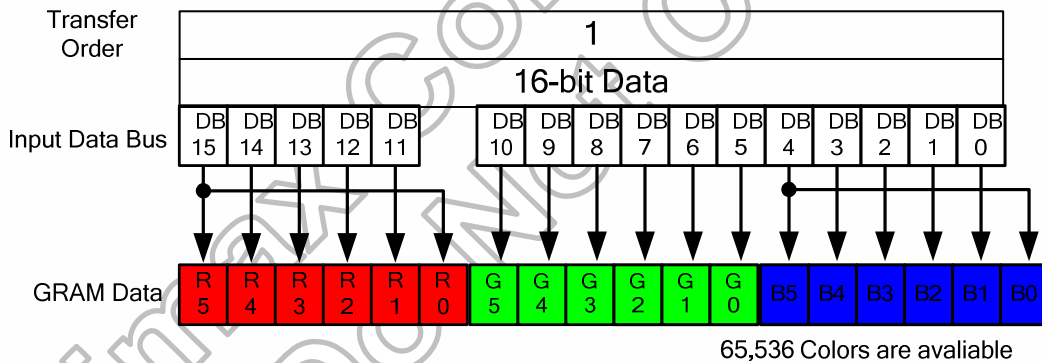 Transfer Order
1
16-bit Data
Input Data Bus
DB 15 DB 14 DB 13 DB 12 DB 11 DB 10 DB 9 DB 8 DB 7 DB 6 DB 5 DB 4 DB 3 DB 2 DB 1 DB 0
GRAM Data
R 5 R 4 R 3 R 2 R 1 R 0 G 5 G 4 G 3 G 2 G 1 G 0 B5 B4 B3 B2 B1 B0
65,536 Colors are avaliable